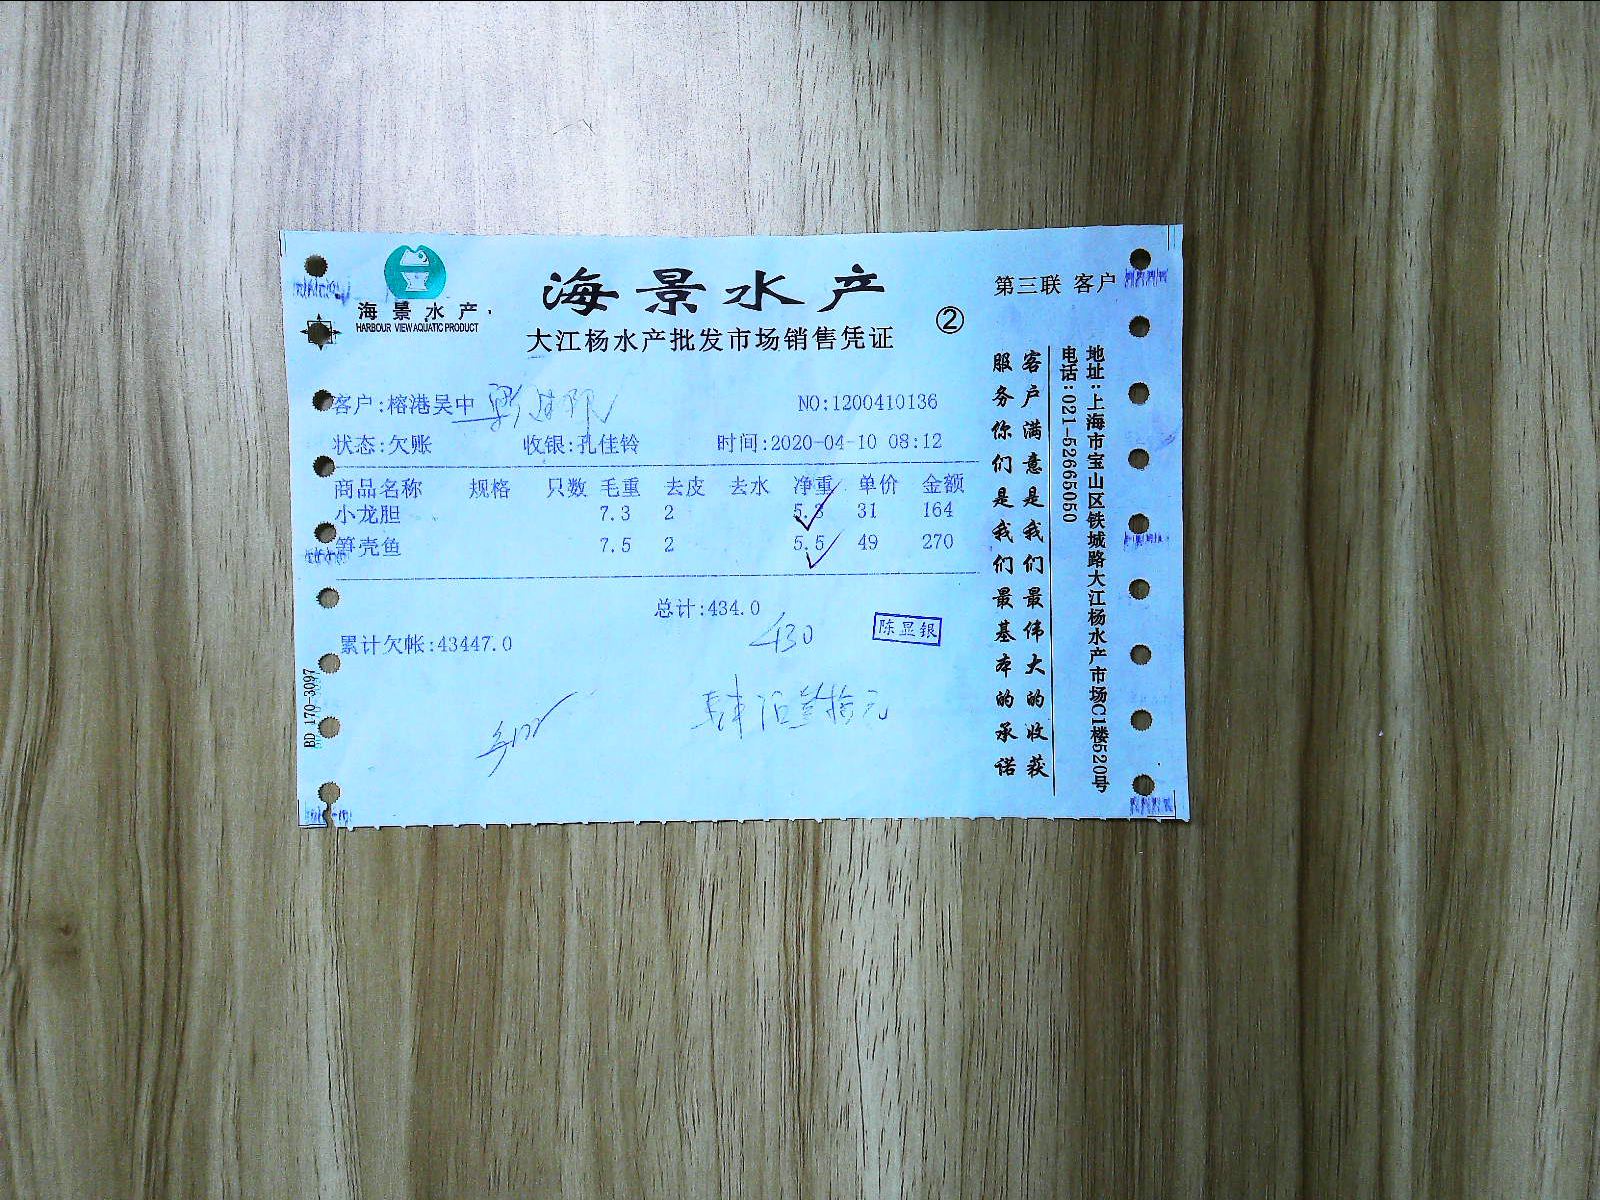 海景水产
HARBOUR VIEW AQUATIC PRODUCT
海景水产
大江杨水产批发市场销售凭证
②
第三联 客户
客户:榕港吴中
NO:1200410136
状态:欠账 收银:孔佳铃 时间:2020-04-10 08:12
商品名称 规格 只数 毛重 去皮 去水 净重 单价 金额
小龙胆 7.3 2 5.3 31 164
笋壳鱼 7.5 2 5.5 49 270
总计:434.0
430
陈显银
累计欠帐:43447.0
肆佰叁拾元
BD 170-3097
客户满意是我们最伟大的收获
服务你们是我们最基本的承诺
地址:上海市宝山区铁城路大江杨水产市场C1楼520号
电话:021-52665050